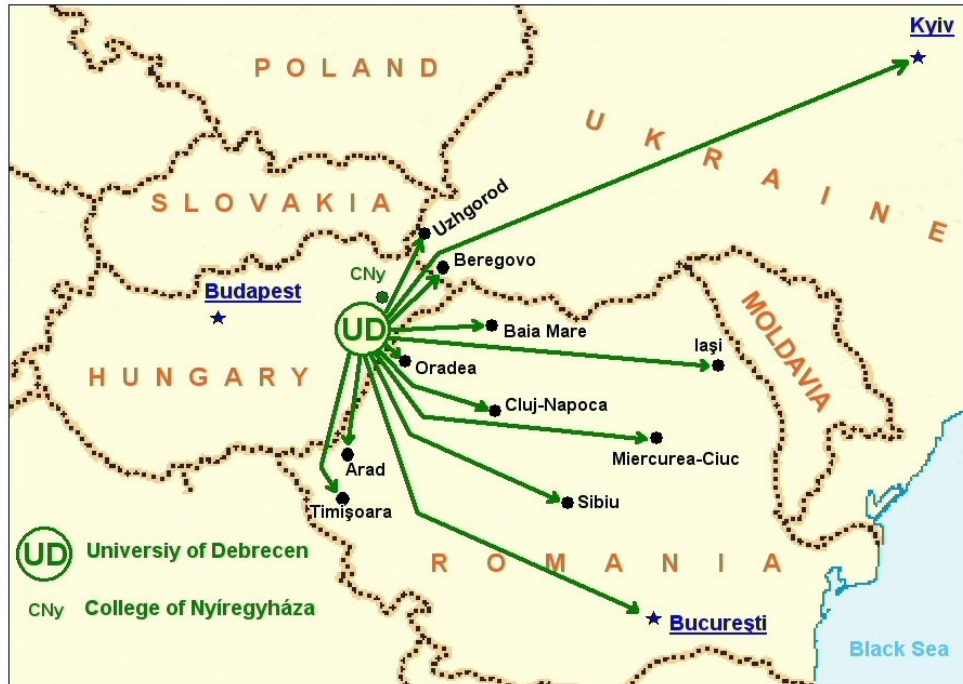 Kyiv
POLAND
UKRAINE
SLOVAKIA
Uzhgorod
Beregovo
CNy
Budapest
MOLDAVIA
UD
Baia Mare
Iaşi
HUNGARY
Oradea
Cluj-Napoca
Miercurea-Ciuc
Arad
Timişoara
Sibiu
UD Universiy of Debrecen
ROMANIA
CNy College of Nyíregyháza
Bucureşti
Black Sea